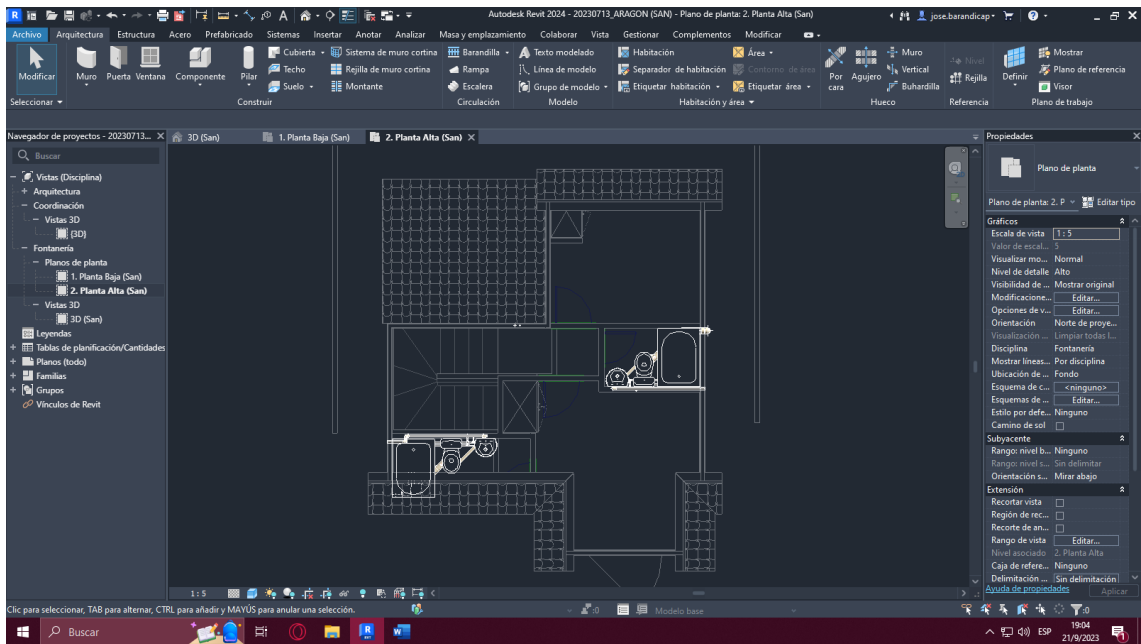 Autodesk Revit 2024 - 20230713_ARAGON (SAN) - Plano de planta: 2. Planta Alta (San)
jose.barandicap
Archivo Arquitectura Estructura Acero Prefabricado Sistemas Insertar Anotar Analizar Masa y emplazamiento Colaborar Vista Gestionar Complementos Modificar
Modificar
Muro
Puerta
Ventana
Componente
Pilar
Cubierta
Techo
Suelo
Sistema de muro cortina
Rejilla de muro cortina
Montante
Barandilla
Rampa
Escalera
Texto modelado
Línea de modelo
Grupo de modelo
Habitación
Separador de habitación
Etiquetar habitación
Área
Contorno de área
Etiquetar área
Por cara
Agujero
Muro
Vertical
Buhardilla
Nivel
Rejilla
Definir
Mostrar
Plano de referencia
Visor
Seleccionar
Construir
Circulación
Modelo
Habitación y área
Hueco
Referencia
Plano de trabajo
Navegador de proyectos - 20230713...
3D (San)
1. Planta Baja (San)
2. Planta Alta (San)
Buscar
Vistas (Disciplina)
Arquitectura
Coordinación
Vistas 3D
{3D}
Fontanería
Planos de planta
1. Planta Baja (San)
2. Planta Alta (San)
Vistas 3D
3D (San)
Leyendas
Tablas de planificación/Cantidades
Planos (todo)
Familias
Grupos
Vínculos de Revit
Propiedades
Plano de planta
Plano de planta: 2. P
Editar tipo
Gráficos
Escala de vista 1 : 5
Valor de escal... 5
Visualizar mo... Normal
Nivel de detalle Alto
Visibilidad de ... Mostrar original
Modificacione... Editar...
Opciones de v... Editar...
Orientación Norte de proye...
Visualización ... Limpiar todas l...
Disciplina Fontanería
Mostrar líneas... Por disciplina
Ubicación de ... Fondo
Esquema de c... <ninguno>
Esquemas de ... Editar...
Estilo por defe... Ninguno
Camino de sol
Subyacente
Rango: nivel b... Ninguno
Rango: nivel s... Sin delimitar
Orientación s... Mirar abajo
Extensión
Recortar vista
Región de rec...
Recorte de an...
Rango de vista Editar...
Nivel asociado 2. Planta Alta
Caja de refere... Ninguno
Delimitación ... Sin delimitación
Ayuda de propiedades
Aplicar
1 : 5
Clic para seleccionar, TAB para alternar, CTRL para añadir y MAYÚS para anular una selección.
:0
Modelo base
:0
Buscar
ESP
19:04
21/9/2023